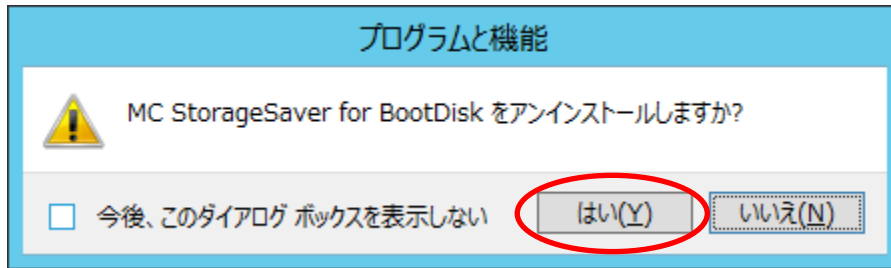 プログラムと機能
MC StorageSaver for BootDisk をアンインストールしますか?
今後、このダイアログ ボックスを表示しない
はい(Y)
いいえ(N)